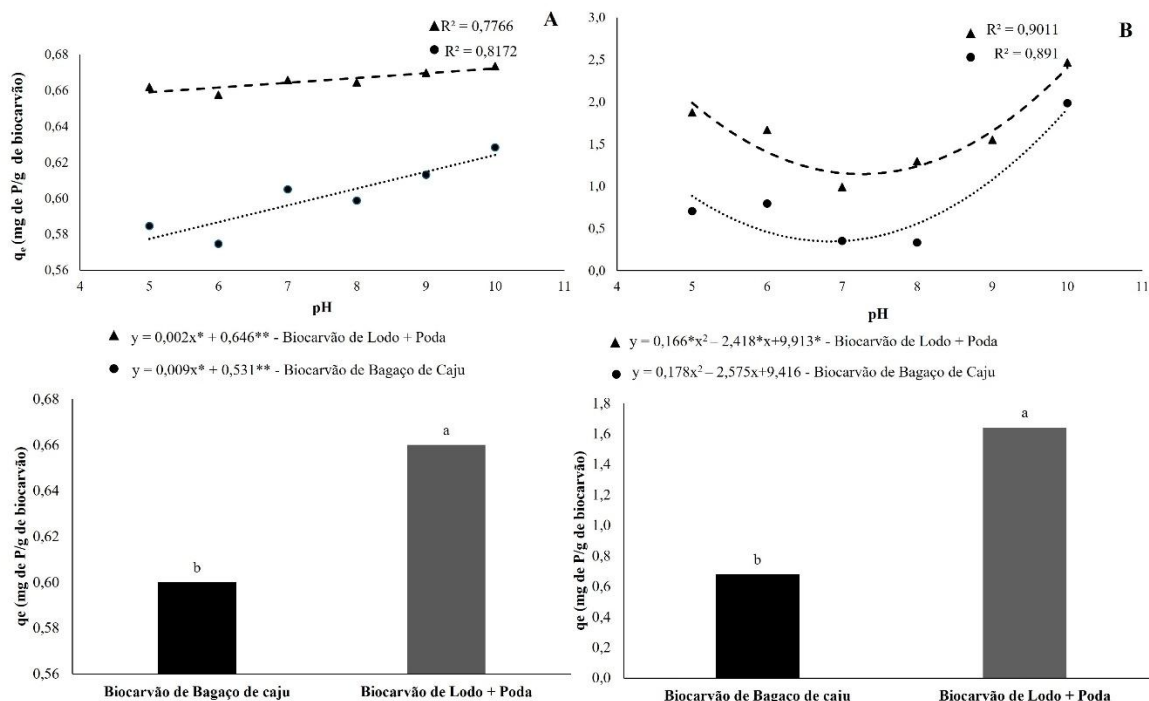 A
▲ R² = 0,7766
● R² = 0,8172
0,68
0,66
0,64
0,62
0,60
0,58
0,56
qₑ (mg de P/g de biocarvão)
4 5 6 7 8 9 10 11
pH
▲ y = 0,002x* + 0,646** - Biocarvão de Lodo + Poda
● y = 0,009x* + 0,531** - Biocarvão de Bagaço de Caju
B
▲ R² = 0,9011
● R² = 0,891
3,0
2,5
2,0
1,5
1,0
0,5
0,0
4 5 6 7 8 9 10 11
pH
▲ y = 0,166*x² – 2,418*x+9,913* - Biocarvão de Lodo + Poda
● y = 0,178x² – 2,575x+9,416 - Biocarvão de Bagaço de Caju
0,68
0,66
0,64
0,62
0,60
0,58
0,56
qe (mg de P/g de biocarvão)
b
a
Biocarvão de Bagaço de caju Biocarvão de Lodo + Poda
1,8
1,6
1,4
1,2
1,0
0,8
0,6
0,4
0,2
0,0
qe (mg de P/g de biocarvão)
b
a
Biocarvão de Bagaço de caju Biocarvão de Lodo + Poda